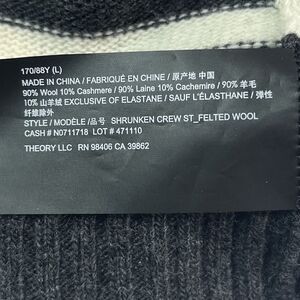 170/88Y (L)
MADE IN CHINA / FABRIQUÉ EN CHINE / 原产地 中国
90% Wool 10% Cashmere / 90% Laine 10% Cachemire / 90% 羊毛
10% 山羊绒 EXCLUSIVE OF ELASTANE / SAUF L'ÉLASTHANE / 弹性
纤维除外
STYLE / MODÈLE /品号 SHRUNKEN CREW ST_FELTED WOOL
CASH # N0711718 LOT # 471110
THEORY LLC RN 98406 CA 39862